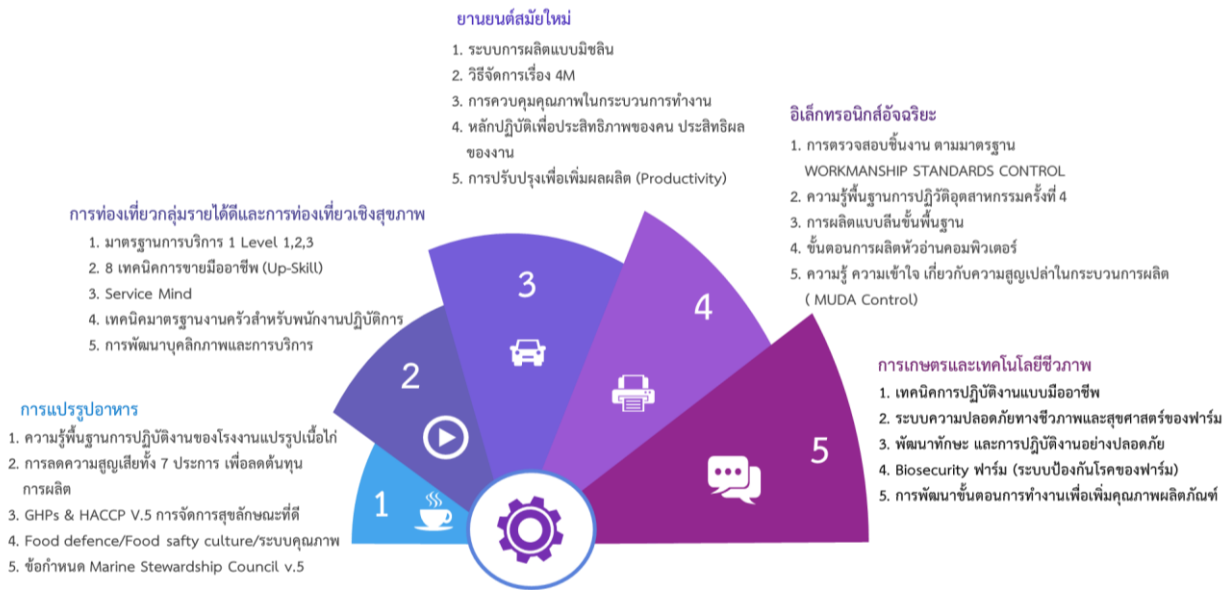 ยานยนต์สมัยใหม่
1. ระบบการผลิตแบบมิชลิน
2. วิธีจัดการเรื่อง 4M
3. การควบคุมคุณภาพในกระบวนการทำงาน
4. หลักปฏิบัติเพื่อประสิทธิภาพของคน ประสิทธิผล
ของงาน
5. การปรับปรุงเพื่อเพิ่มผลผลิต (Productivity)
อิเล็กทรอนิกส์อัจฉริยะ
1. การตรวจสอบชิ้นงาน ตามมาตรฐาน
WORKMANSHIP STANDARDS CONTROL
2. ความรู้พื้นฐานการปฏิวัติอุตสาหกรรมครั้งที่ 4
3. การผลิตแบบลีนขั้นพื้นฐาน
4. ขั้นตอนการผลิตหัวอ่านคอมพิวเตอร์
5. ความรู้ ความเข้าใจ เกี่ยวกับความสูญเปล่าในกระบวนการผลิต
( MUDA Control)
การท่องเที่ยวกลุ่มรายได้ดีและการท่องเที่ยวเชิงสุขภาพ
1. มาตรฐานการบริการ 1 Level 1,2,3
2. 8 เทคนิคการขายมืออาชีพ (Up-Skill)
3. Service Mind
4. เทคนิคมาตรฐานงานครัวสำหรับพนักงานปฏิบัติการ
5. การพัฒนาบุคลิกภาพและการบริการ
การเกษตรและเทคโนโลยีชีวภาพ
1. เทคนิคการปฏิบัติงานแบบมืออาชีพ
2. ระบบความปลอดภัยทางชีวภาพและสุขศาสตร์ของฟาร์ม
3. พัฒนาทักษะ และการปฏิบัติงานอย่างปลอดภัย
4. Biosecurity ฟาร์ม (ระบบป้องกันโรคของฟาร์ม)
5. การพัฒนาขั้นตอนการทำงานเพื่อเพิ่มคุณภาพผลิตภัณฑ์
การแปรรูปอาหาร
1. ความรู้พื้นฐานการปฏิบัติงานของโรงงานแปรรูปเนื้อไก่
2. การลดความสูญเสียทั้ง 7 ประการ เพื่อลดต้นทุน
การผลิต
3. GHPs & HACCP V.5 การจัดการสุขลักษณะที่ดี
4. Food defence/Food safty culture/ระบบคุณภาพ
5. ข้อกำหนด Marine Stewardship Council v.5
1
2
3
4
5